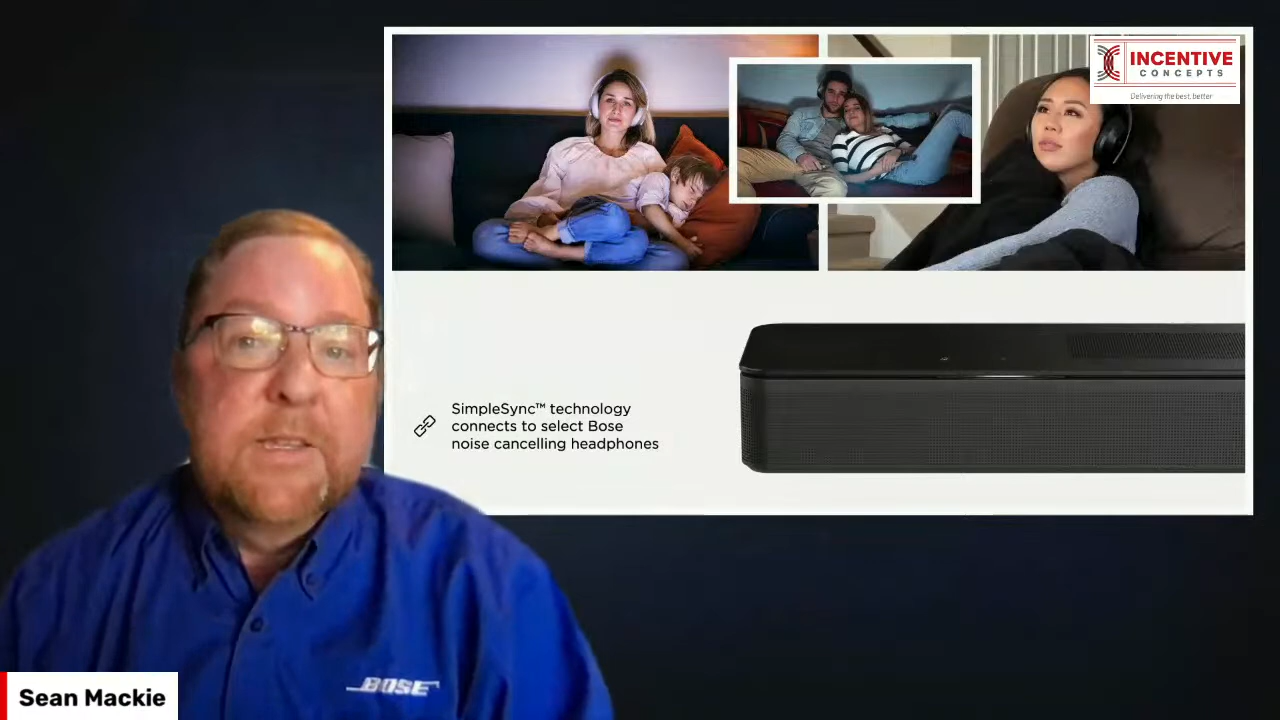 INCENTIVE
CONCEPTS
Delivering the best, better
SimpleSync™ technology
connects to select Bose
noise cancelling headphones
BOSE
Sean Mackie